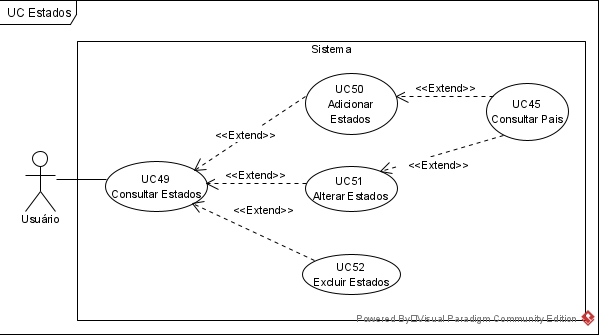 UC Estados
Sistema
UC50
Adicionar
Estados
<<Extend>>
UC45
Consultar Pais
<<Extend>>
<<Extend>>
UC49
Consultar Estados
<<Extend>>
UC51
Alterar Estados
<<Extend>>
Usuário
UC52
Excluir Estados
Powered By Visual Paradigm Community Edition